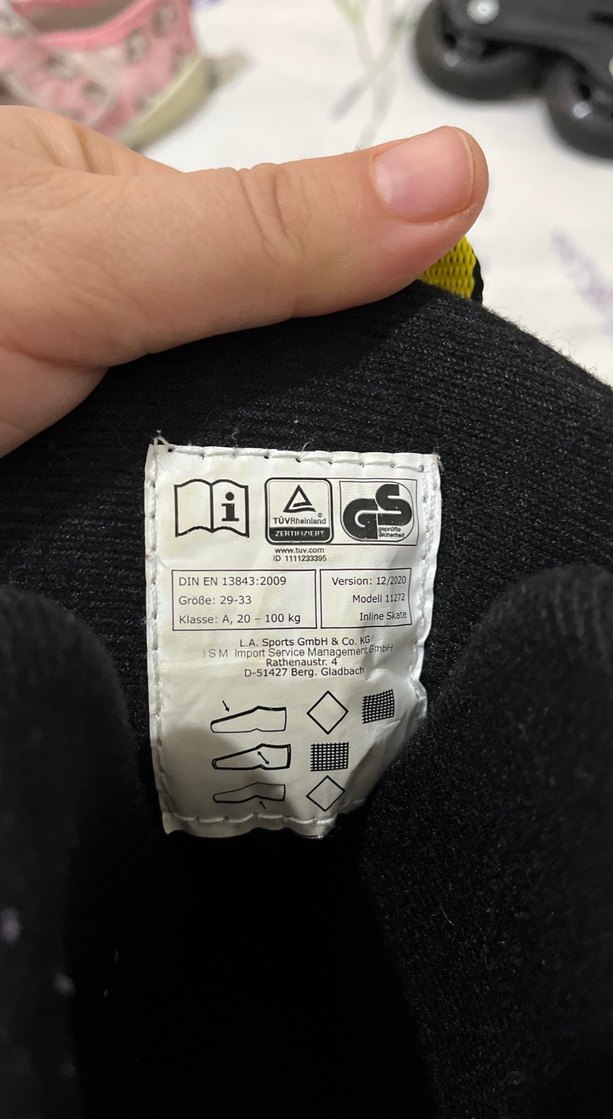 TÜVRheinland
ZERTIFIZIERT
®
GS
geprüfte
Sicherheit
www.tuv.com
ID 1111233395
DIN EN 13843:2009
Größe: 29-33
Klasse: A, 20 – 100 kg
Version: 12/2020
Modell 11272
Inline Skate
L.A. Sports GmbH & Co. KG/
I S M Import Service Management GmbH
Rathenaustr. 4
D-51427 Berg. Gladbach